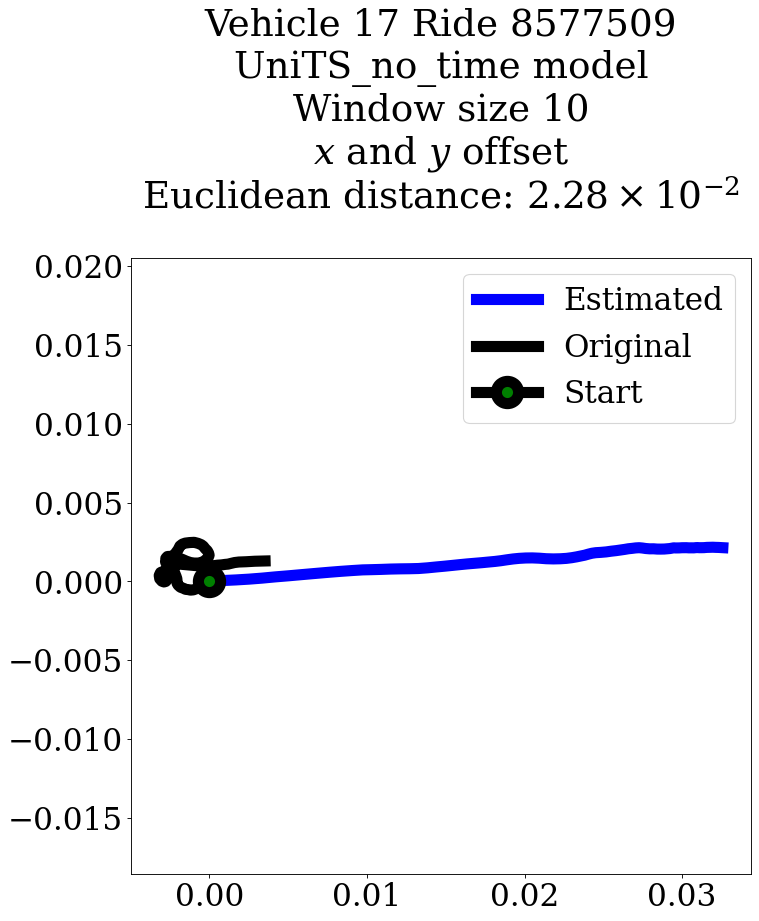 Vehicle 17 Ride 8577509
UniTS_no_time model
Window size 10
x and y offset
Euclidean distance: 2.28 × 10⁻²
0.020
0.015
0.010
0.005
0.000
−0.005
−0.010
−0.015
Estimated
Original
Start
0.00 0.01 0.02 0.03